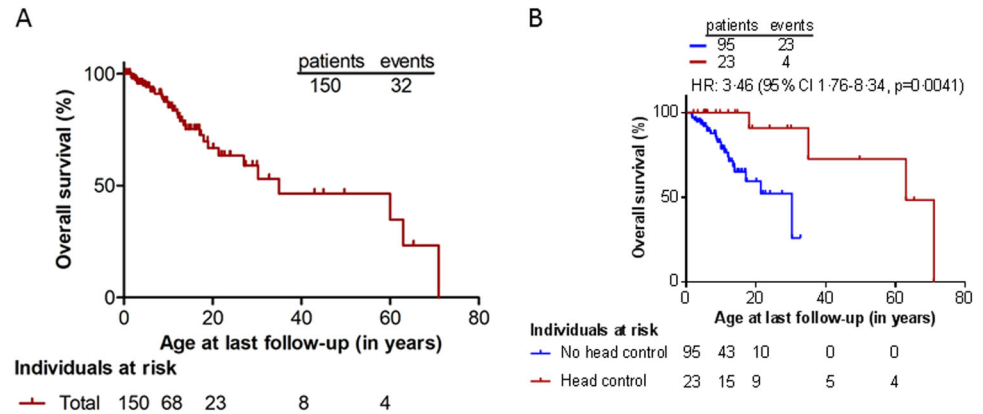 A
patients events
150 32
100
50
0
Overall survival (%)
0 20 40 60 80
Age at last follow-up (in years)
Individuals at risk
Total 150 68 23 8 4
B
patients events
95 23
23 4
HR: 3·46 (95% CI 1·76-8·34, p=0·0041)
100
50
0
Overall survival (%)
0 20 40 60 80
Age at last follow-up (in years)
Individuals at risk
No head control 95 43 10 0 0
Head control 23 15 9 5 4